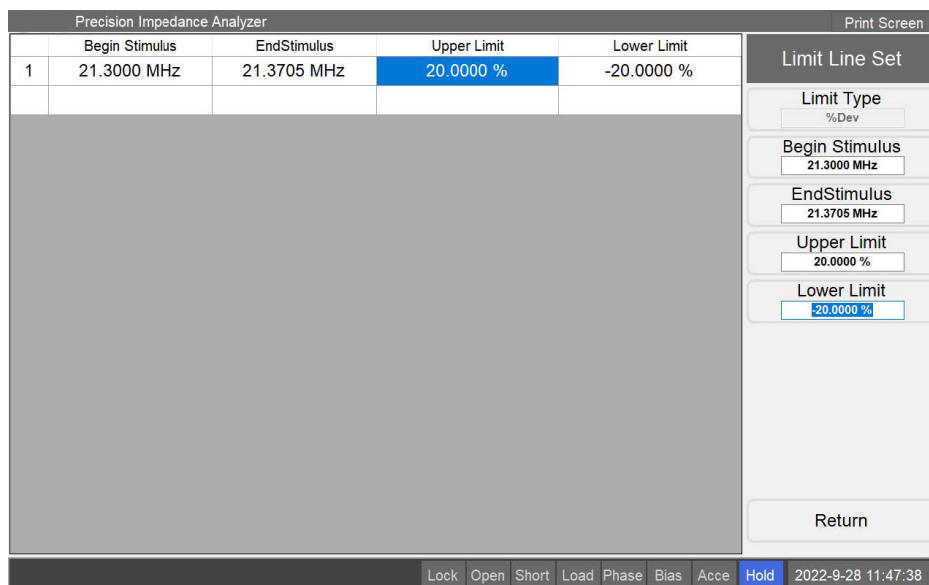 Precision Impedance Analyzer
Print Screen
Begin Stimulus EndStimulus Upper Limit Lower Limit
1 21.3000 MHz 21.3705 MHz 20.0000 % -20.0000 %
Limit Line Set
Limit Type
%Dev
Begin Stimulus
21.3000 MHz
EndStimulus
21.3705 MHz
Upper Limit
20.0000 %
Lower Limit
-20.0000 %
Return
Lock Open Short Load Phase Bias Acce Hold 2022-9-28 11:47:38